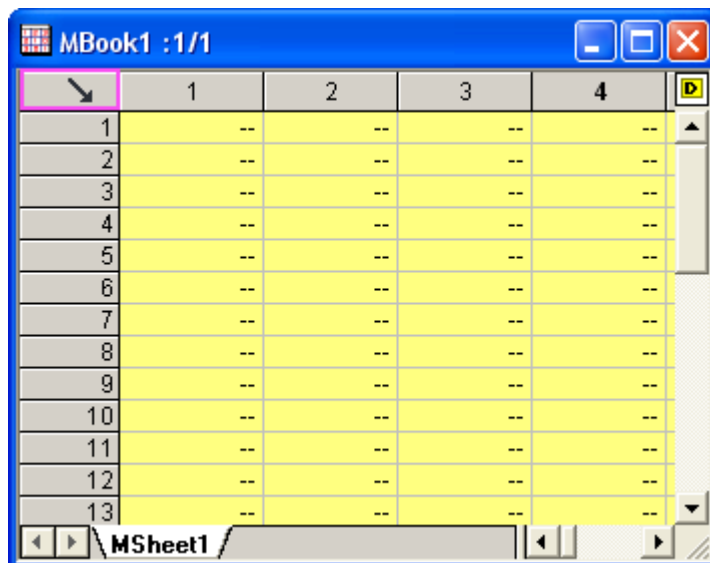 MBook1 :1/1
1 2 3 4 D
1 -- -- -- --
2 -- -- -- --
3 -- -- -- --
4 -- -- -- --
5 -- -- -- --
6 -- -- -- --
7 -- -- -- --
8 -- -- -- --
9 -- -- -- --
10 -- -- -- --
11 -- -- -- --
12 -- -- -- --
13 -- -- -- --
MSheet1